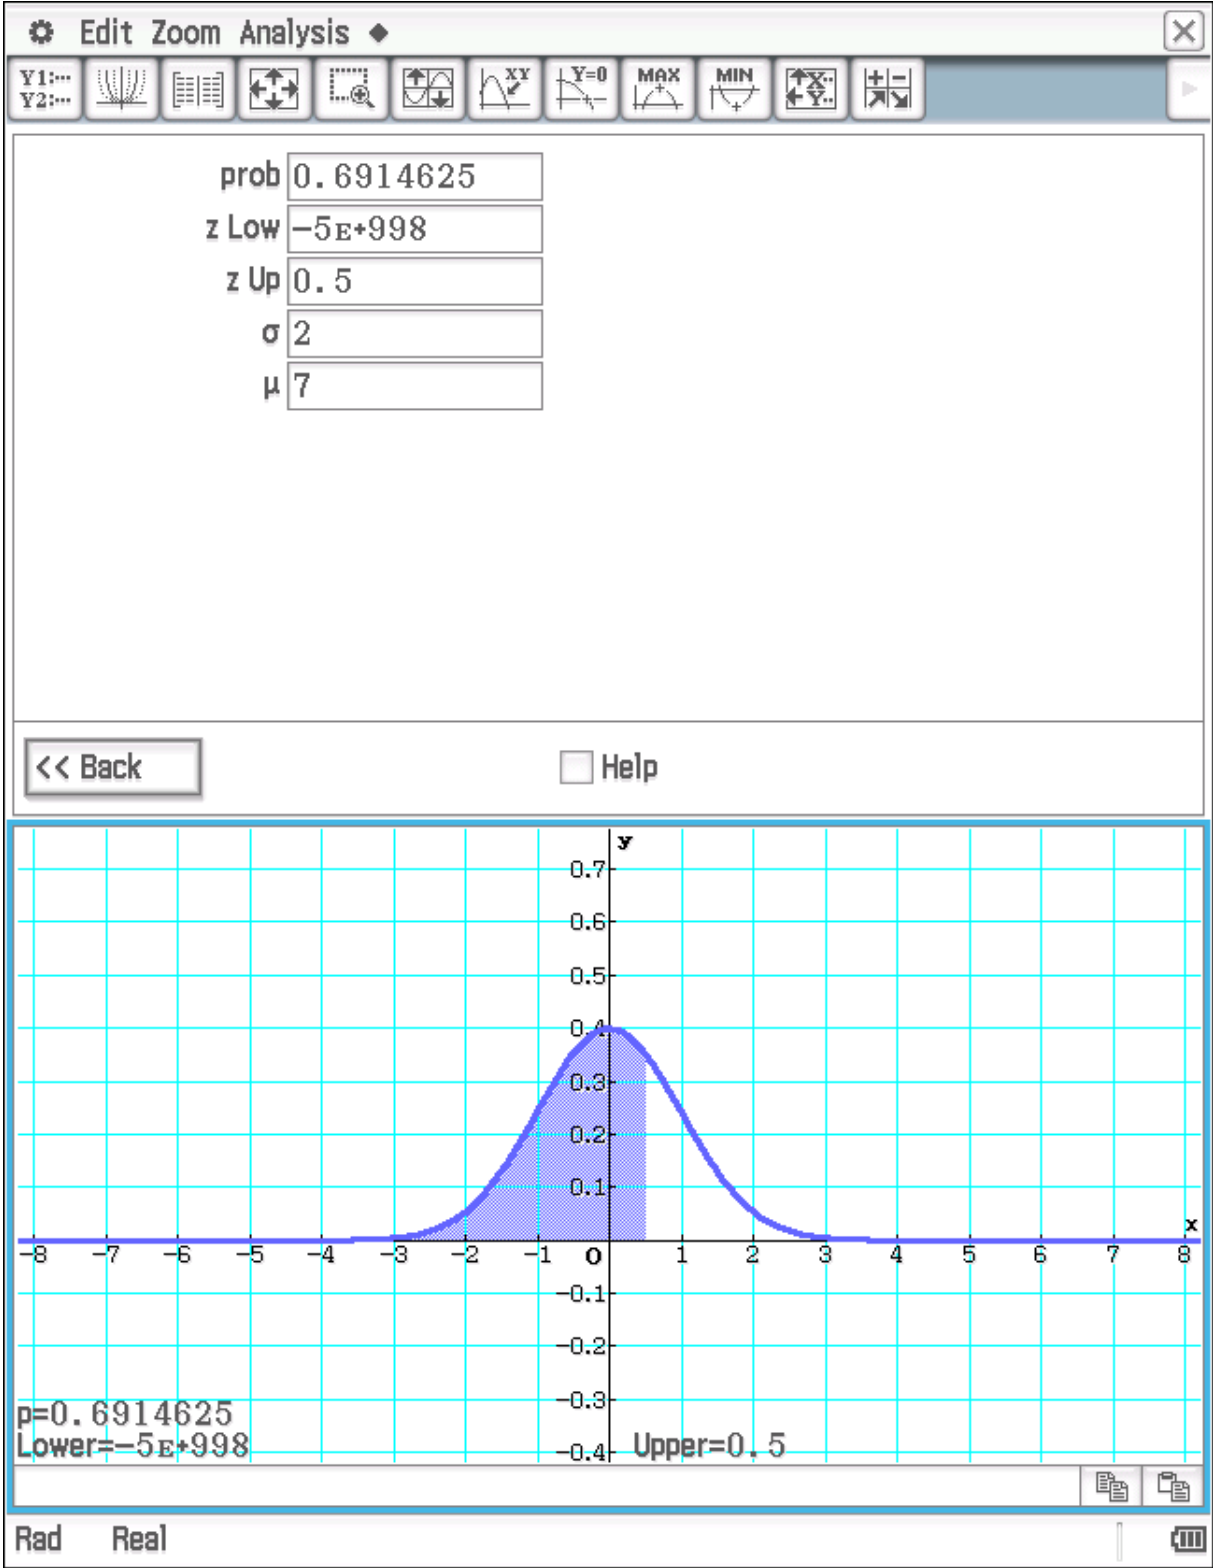 Edit Zoom Analysis ◆
Y1:… Y2:… XY Y=0 MAX MIN X‥ Y‥
prob 0.6914625
z Low −5E+998
z Up 0.5
σ 2
μ 7
<< Back Help
y
0.7
0.6
0.5
0.4
0.3
0.2
0.1
x
-8 -7 -6 -5 -4 -3 -2 -1 O 1 2 3 4 5 6 7 8
-0.1
-0.2
-0.3
p=0.6914625
Lower=−5E+998 -0.4 Upper=0.5
Rad Real